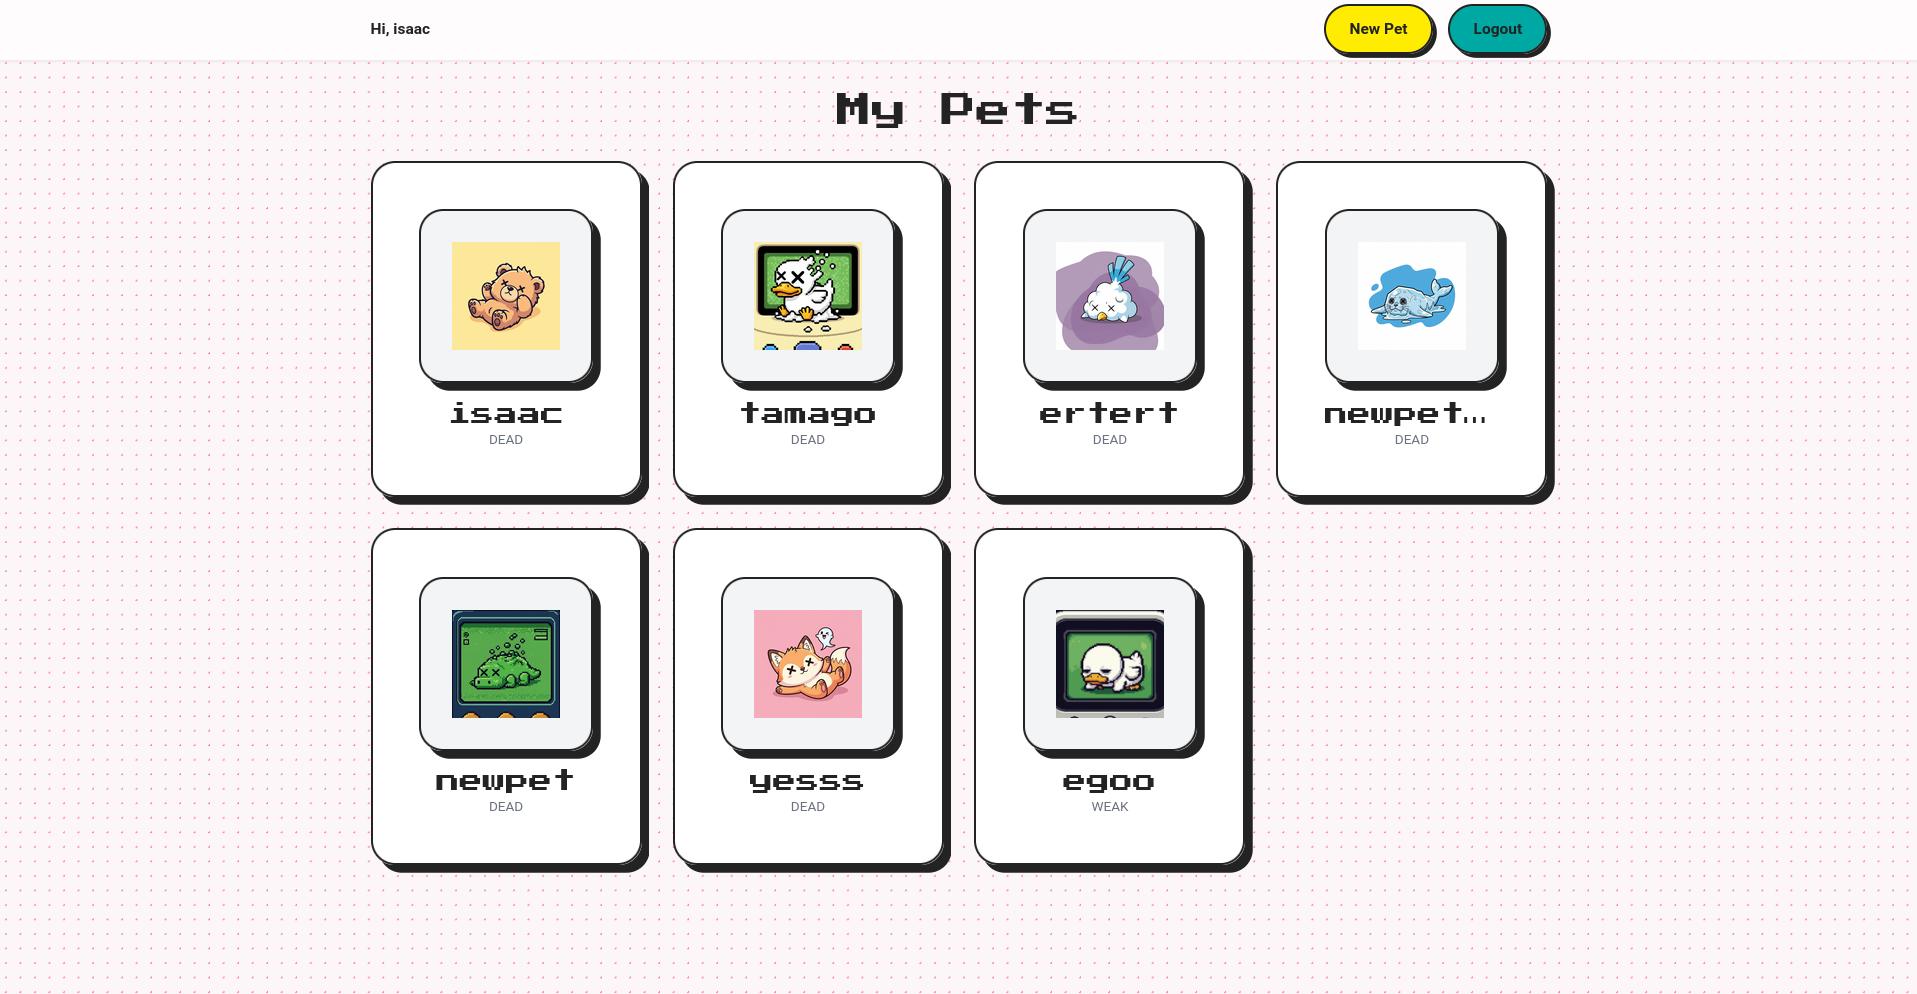 Hi, isaac
New Pet
Logout
My Pets
isaac
DEAD
tamago
DEAD
ertert
DEAD
newpet...
DEAD
newpet
DEAD
yesss
DEAD
egoo
WEAK